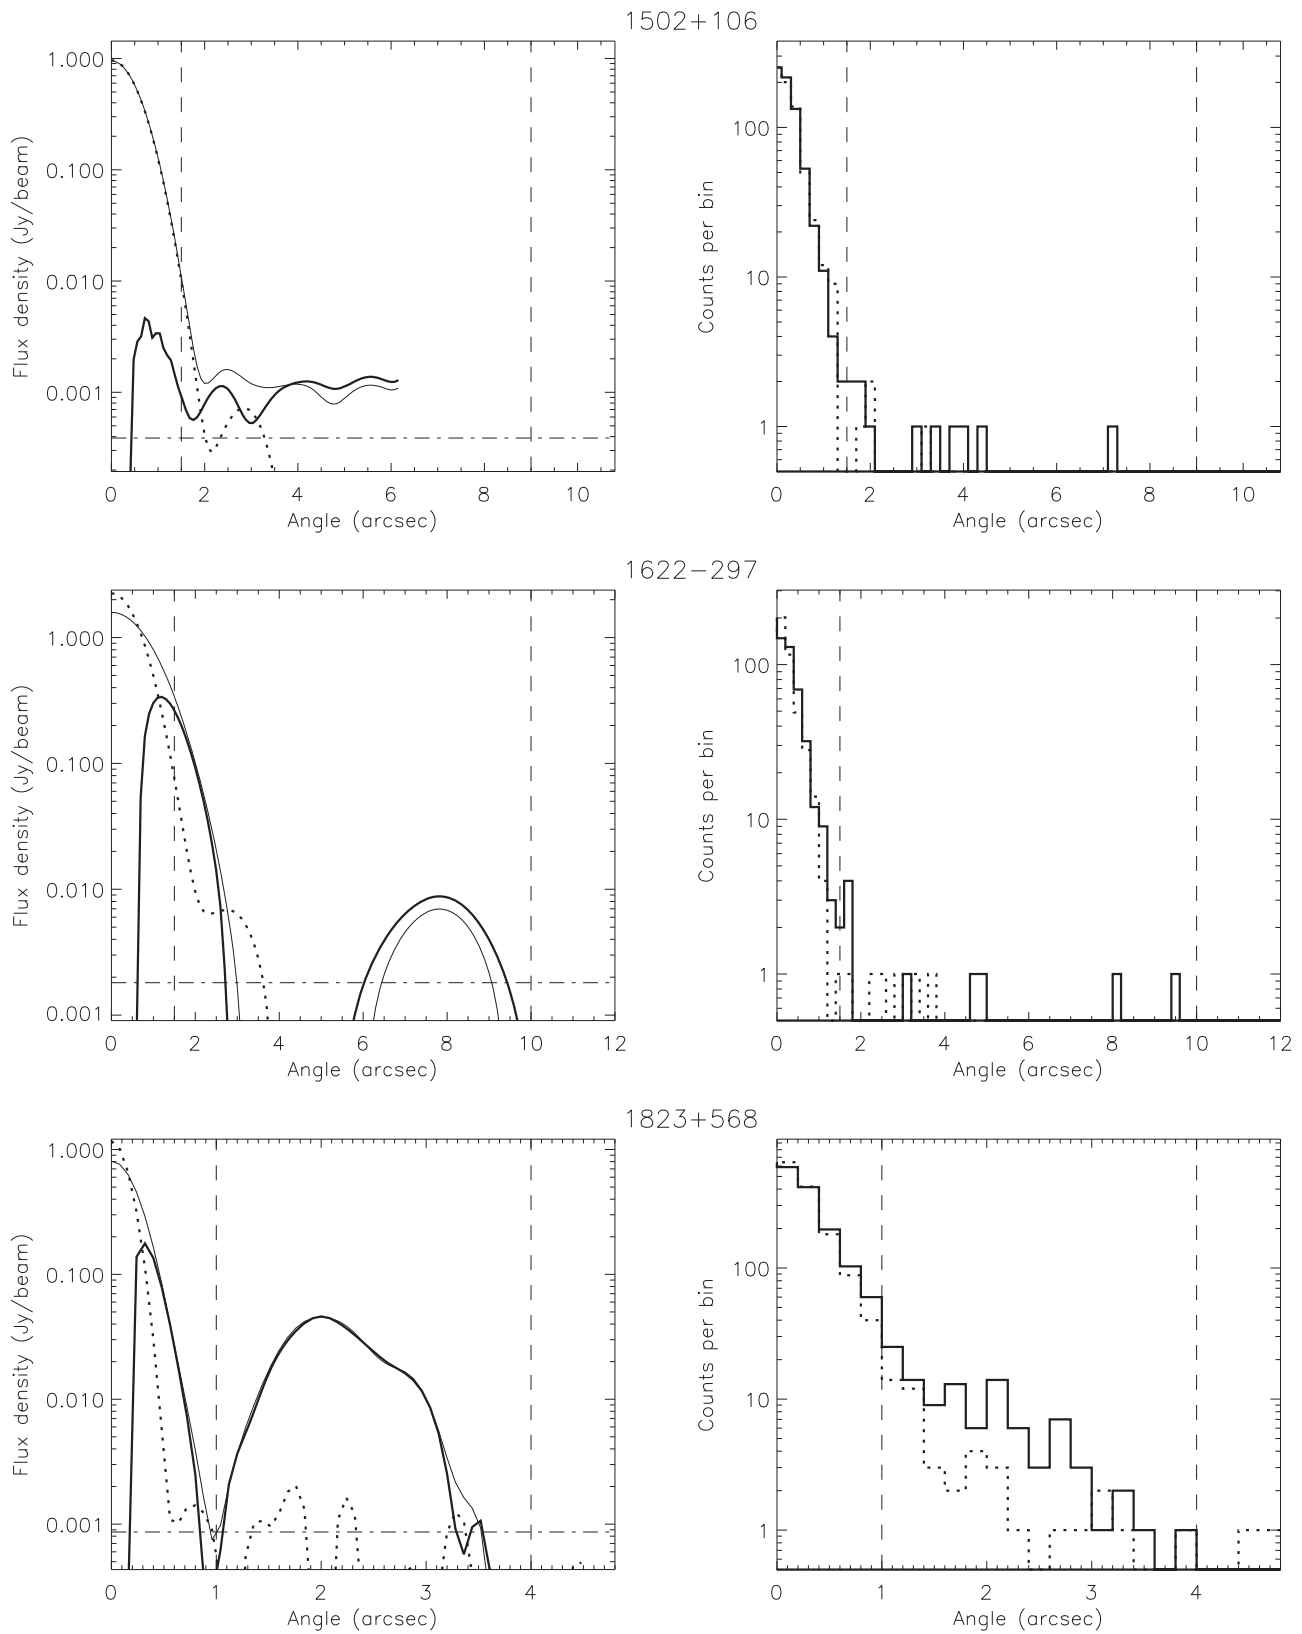 1502+106
1.000
0.100
0.010
0.001
Flux density (Jy/beam)
0 2 4 6 8 10
Angle (arcsec)
100
10
1
Counts per bin
0 2 4 6 8 10
Angle (arcsec)
1622−297
1.000
0.100
0.010
0.001
Flux density (Jy/beam)
0 2 4 6 8 10 12
Angle (arcsec)
100
10
1
Counts per bin
0 2 4 6 8 10 12
Angle (arcsec)
1823+568
1.000
0.100
0.010
0.001
Flux density (Jy/beam)
0 1 2 3 4
Angle (arcsec)
100
10
1
Counts per bin
0 1 2 3 4
Angle (arcsec)